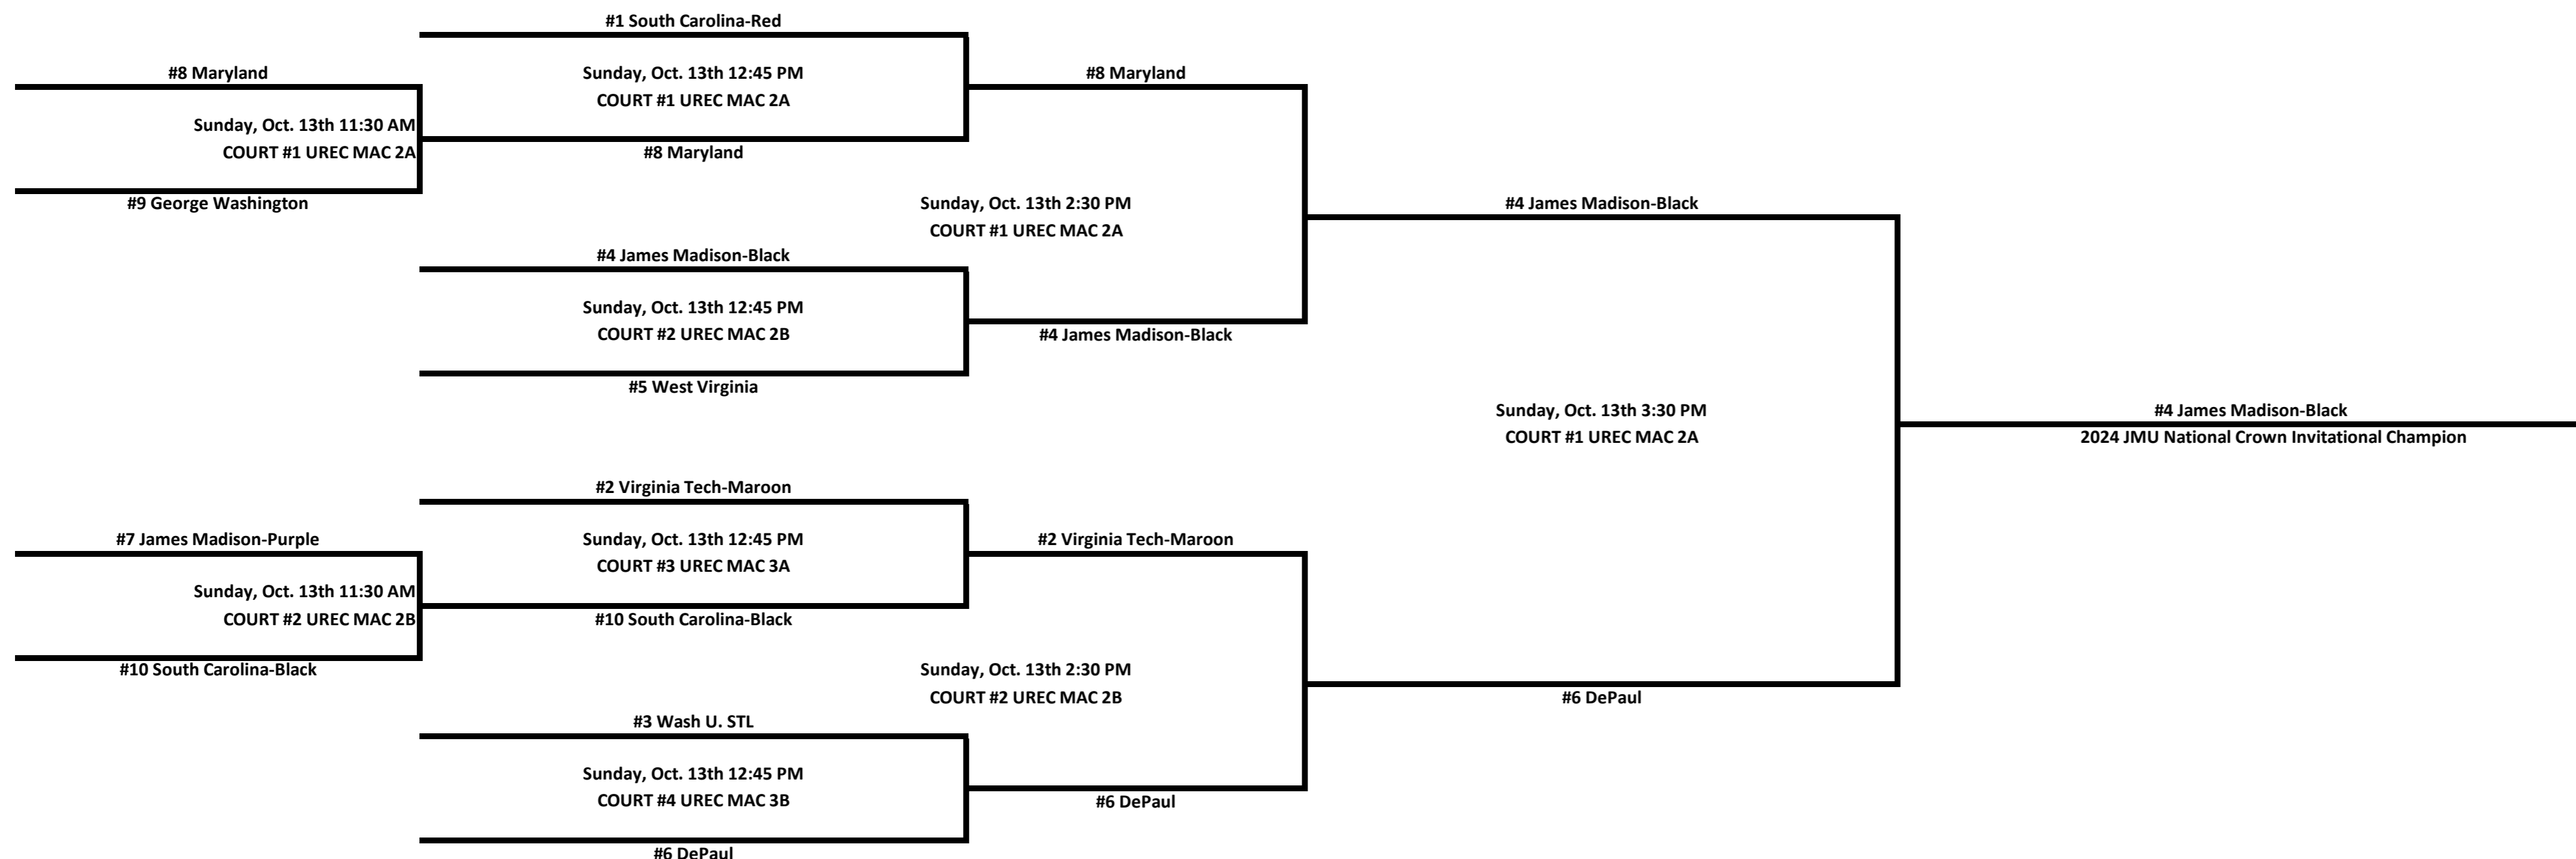 #1 South Carolina-Red
#8 Maryland
Sunday, Oct. 13th 12:45 PM
COURT #1 UREC MAC 2A
#8 Maryland
Sunday, Oct. 13th 11:30 AM
COURT #1 UREC MAC 2A
#8 Maryland
#9 George Washington
Sunday, Oct. 13th 2:30 PM
COURT #1 UREC MAC 2A
#4 James Madison-Black
#4 James Madison-Black
Sunday, Oct. 13th 12:45 PM
COURT #2 UREC MAC 2B
#4 James Madison-Black
#5 West Virginia
Sunday, Oct. 13th 3:30 PM
COURT #1 UREC MAC 2A
#4 James Madison-Black
2024 JMU National Crown Invitational Champion
#2 Virginia Tech-Maroon
#7 James Madison-Purple
Sunday, Oct. 13th 12:45 PM
COURT #3 UREC MAC 3A
#2 Virginia Tech-Maroon
Sunday, Oct. 13th 11:30 AM
COURT #2 UREC MAC 2B
#10 South Carolina-Black
#10 South Carolina-Black
Sunday, Oct. 13th 2:30 PM
COURT #2 UREC MAC 2B
#6 DePaul
#3 Wash U. STL
Sunday, Oct. 13th 12:45 PM
COURT #4 UREC MAC 3B
#6 DePaul
#6 DePaul